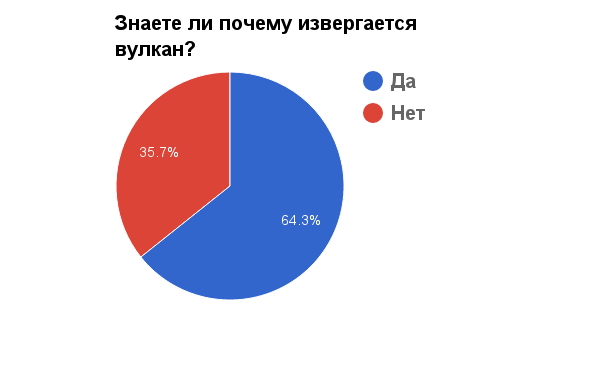 Знаете ли почему извергается
вулкан?
Да
Нет
35.7%
64.3%